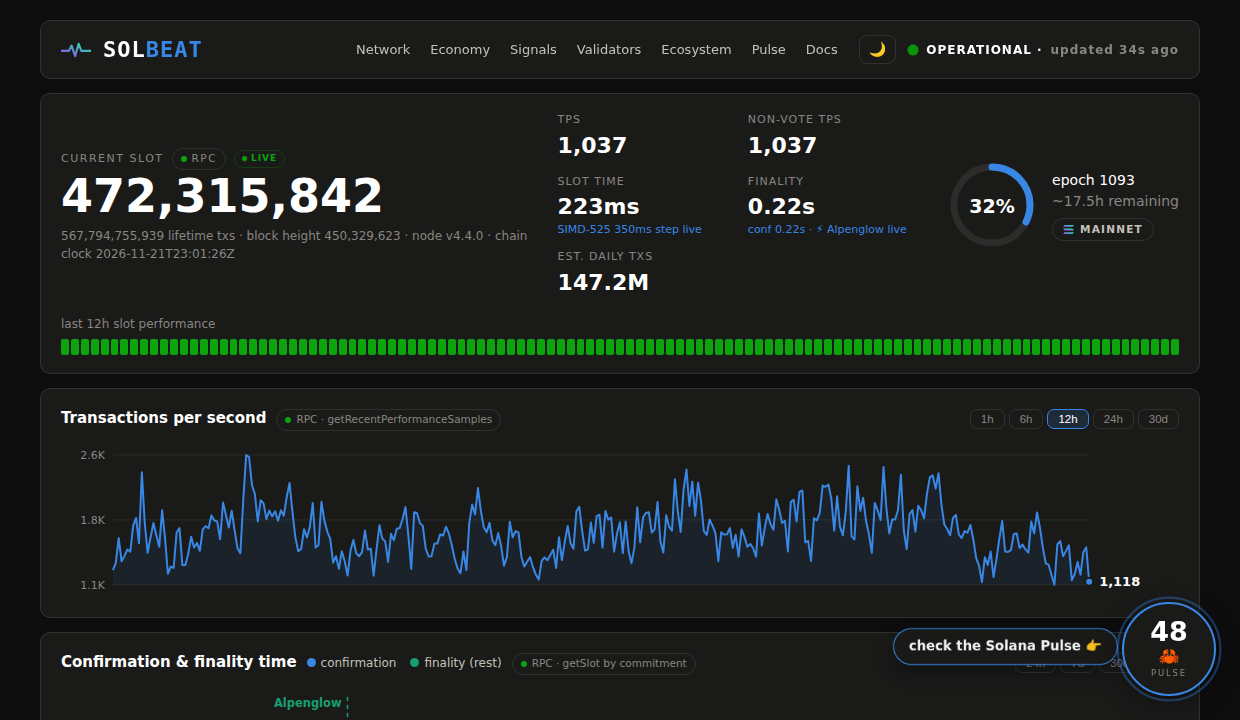 SOLBEAT
Network Economy Signals Validators Ecosystem Pulse Docs 🌙 OPERATIONAL · updated 34s ago
CURRENT SLOT RPC LIVE
472,315,842
567,794,755,939 lifetime txs · block height 450,329,623 · node v4.4.0 · chain
clock 2026-11-21T23:01:26Z
TPS
1,037
NON-VOTE TPS
1,037
SLOT TIME
223ms
SIMD-525 350ms step live
FINALITY
0.22s
conf 0.22s · ⚡ Alpenglow live
EST. DAILY TXS
147.2M
32%
epoch 1093
~17.5h remaining
MAINNET
last 12h slot performance
Transactions per second RPC · getRecentPerformanceSamples
1h 6h 12h 24h 30d
2.6K
1.8K
1.1K
1,118
Confirmation & finality time confirmation finality (rest) RPC · getSlot by commitment
check the Solana Pulse 👉
48
🦀
PULSE
Alpenglow